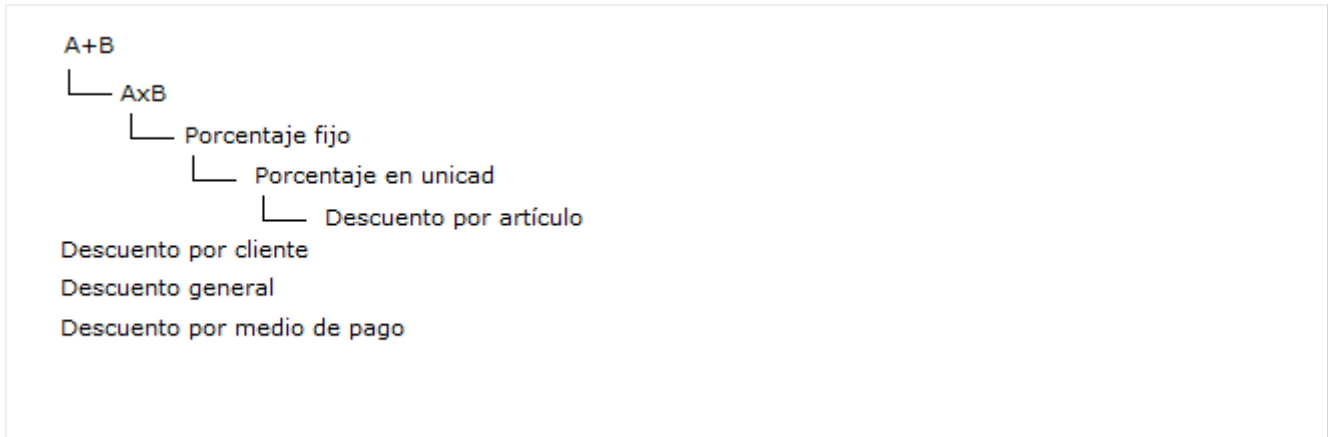 A+B
AxB
Porcentaje fijo
Porcentaje en unicad
Descuento por artículo
Descuento por cliente
Descuento general
Descuento por medio de pago